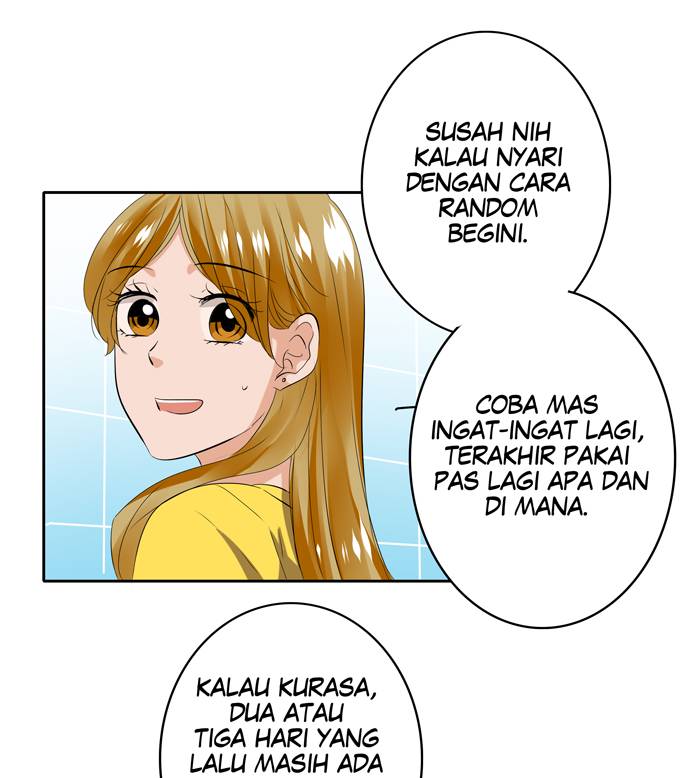 SUSAH NIH
KALAU NYARI
DENGAN CARA
RANDOM
BEGINI.
COBA MAS
INGAT-INGAT LAGI,
TERAKHIR PAKAI
PAS LAGI APA DAN
DI MANA.
KALAU KURASA,
DUA ATAU
TIGA HARI YANG
LALU MASIH ADA